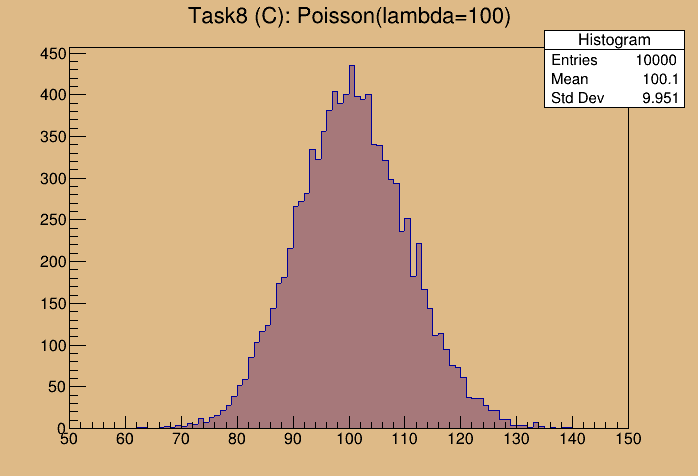 Task8 (C): Poisson(lambda=100)
Histogram
Entries 10000
Mean 100.1
Std Dev 9.951
450
400
350
300
250
200
150
100
50
0
50 60 70 80 90 100 110 120 130 140 150